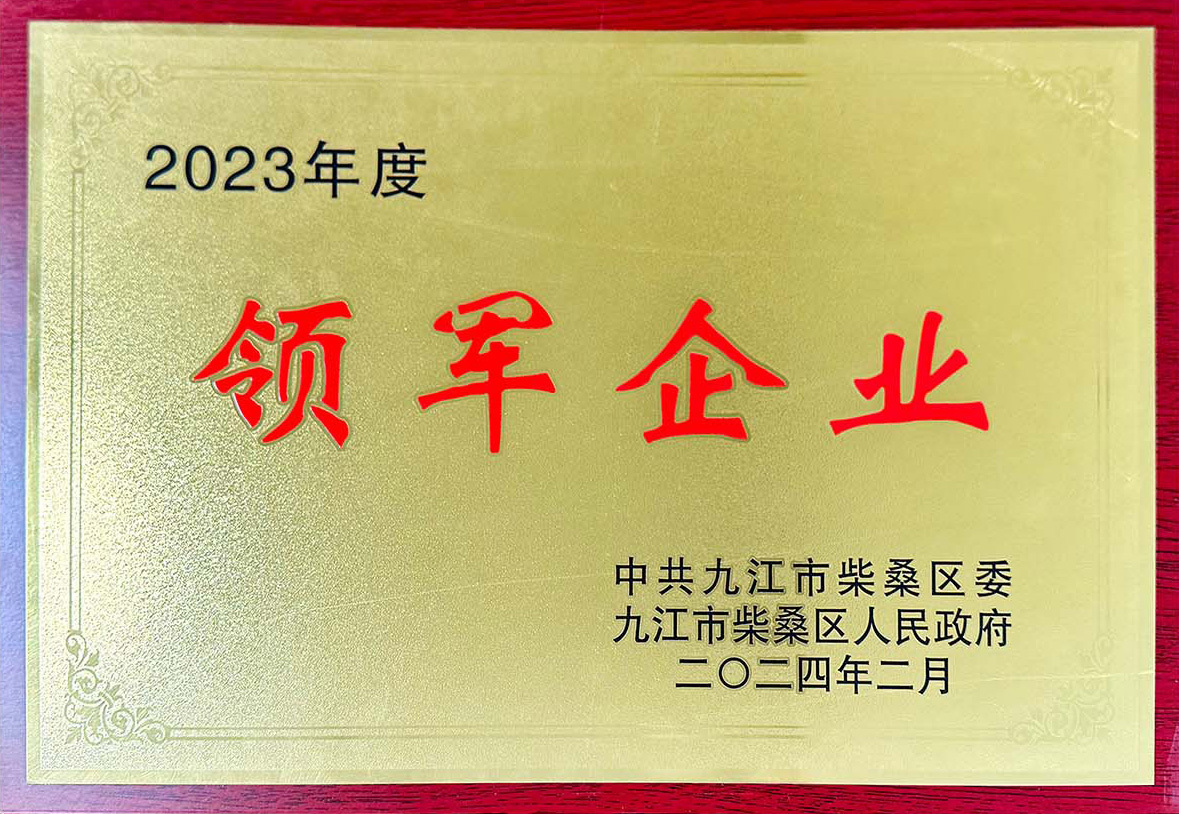 2023年度
领军企业
中共九江市柴桑区委
九江市柴桑区人民政府
二〇二四年二月